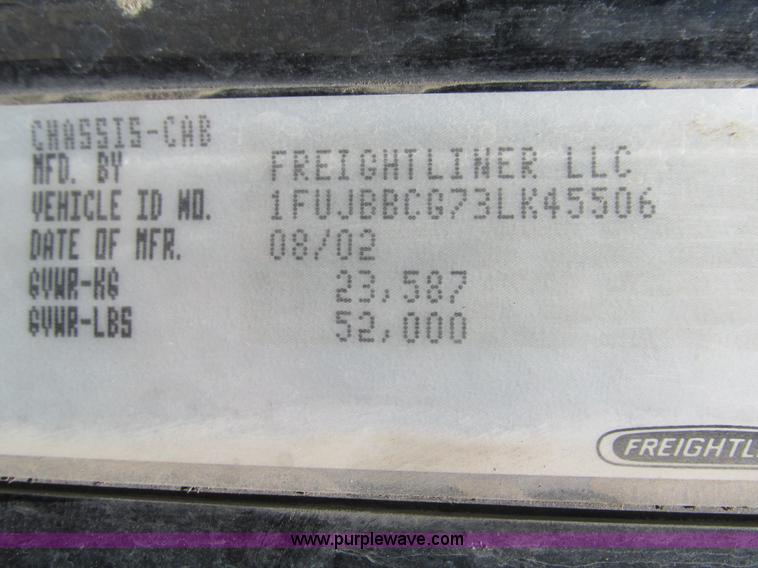 CHASSIS-CAB
MFD. BY FREIGHTLINER LLC
VEHICLE ID NO. 1FUJBBCG73LK45506
DATE OF MFR. 08/02
GVWR-KG 23,587
GVWR-LBS 52,000
FREIGHTL
www.purplewave.com